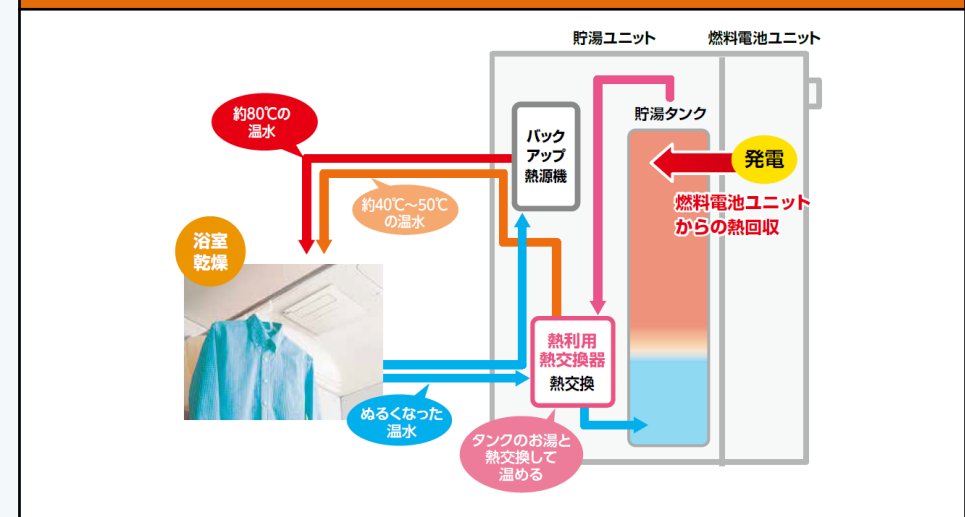 貯湯ユニット
燃料電池ユニット
約80℃の
温水
バック
アップ
熱源機
貯湯タンク
発電
約40℃～50℃
の温水
燃料電池ユニット
からの熱回収
浴室
乾燥
熱利用
熱交換器
熱交換
ぬるくなった
温水
タンクのお湯と
熱交換して
温める